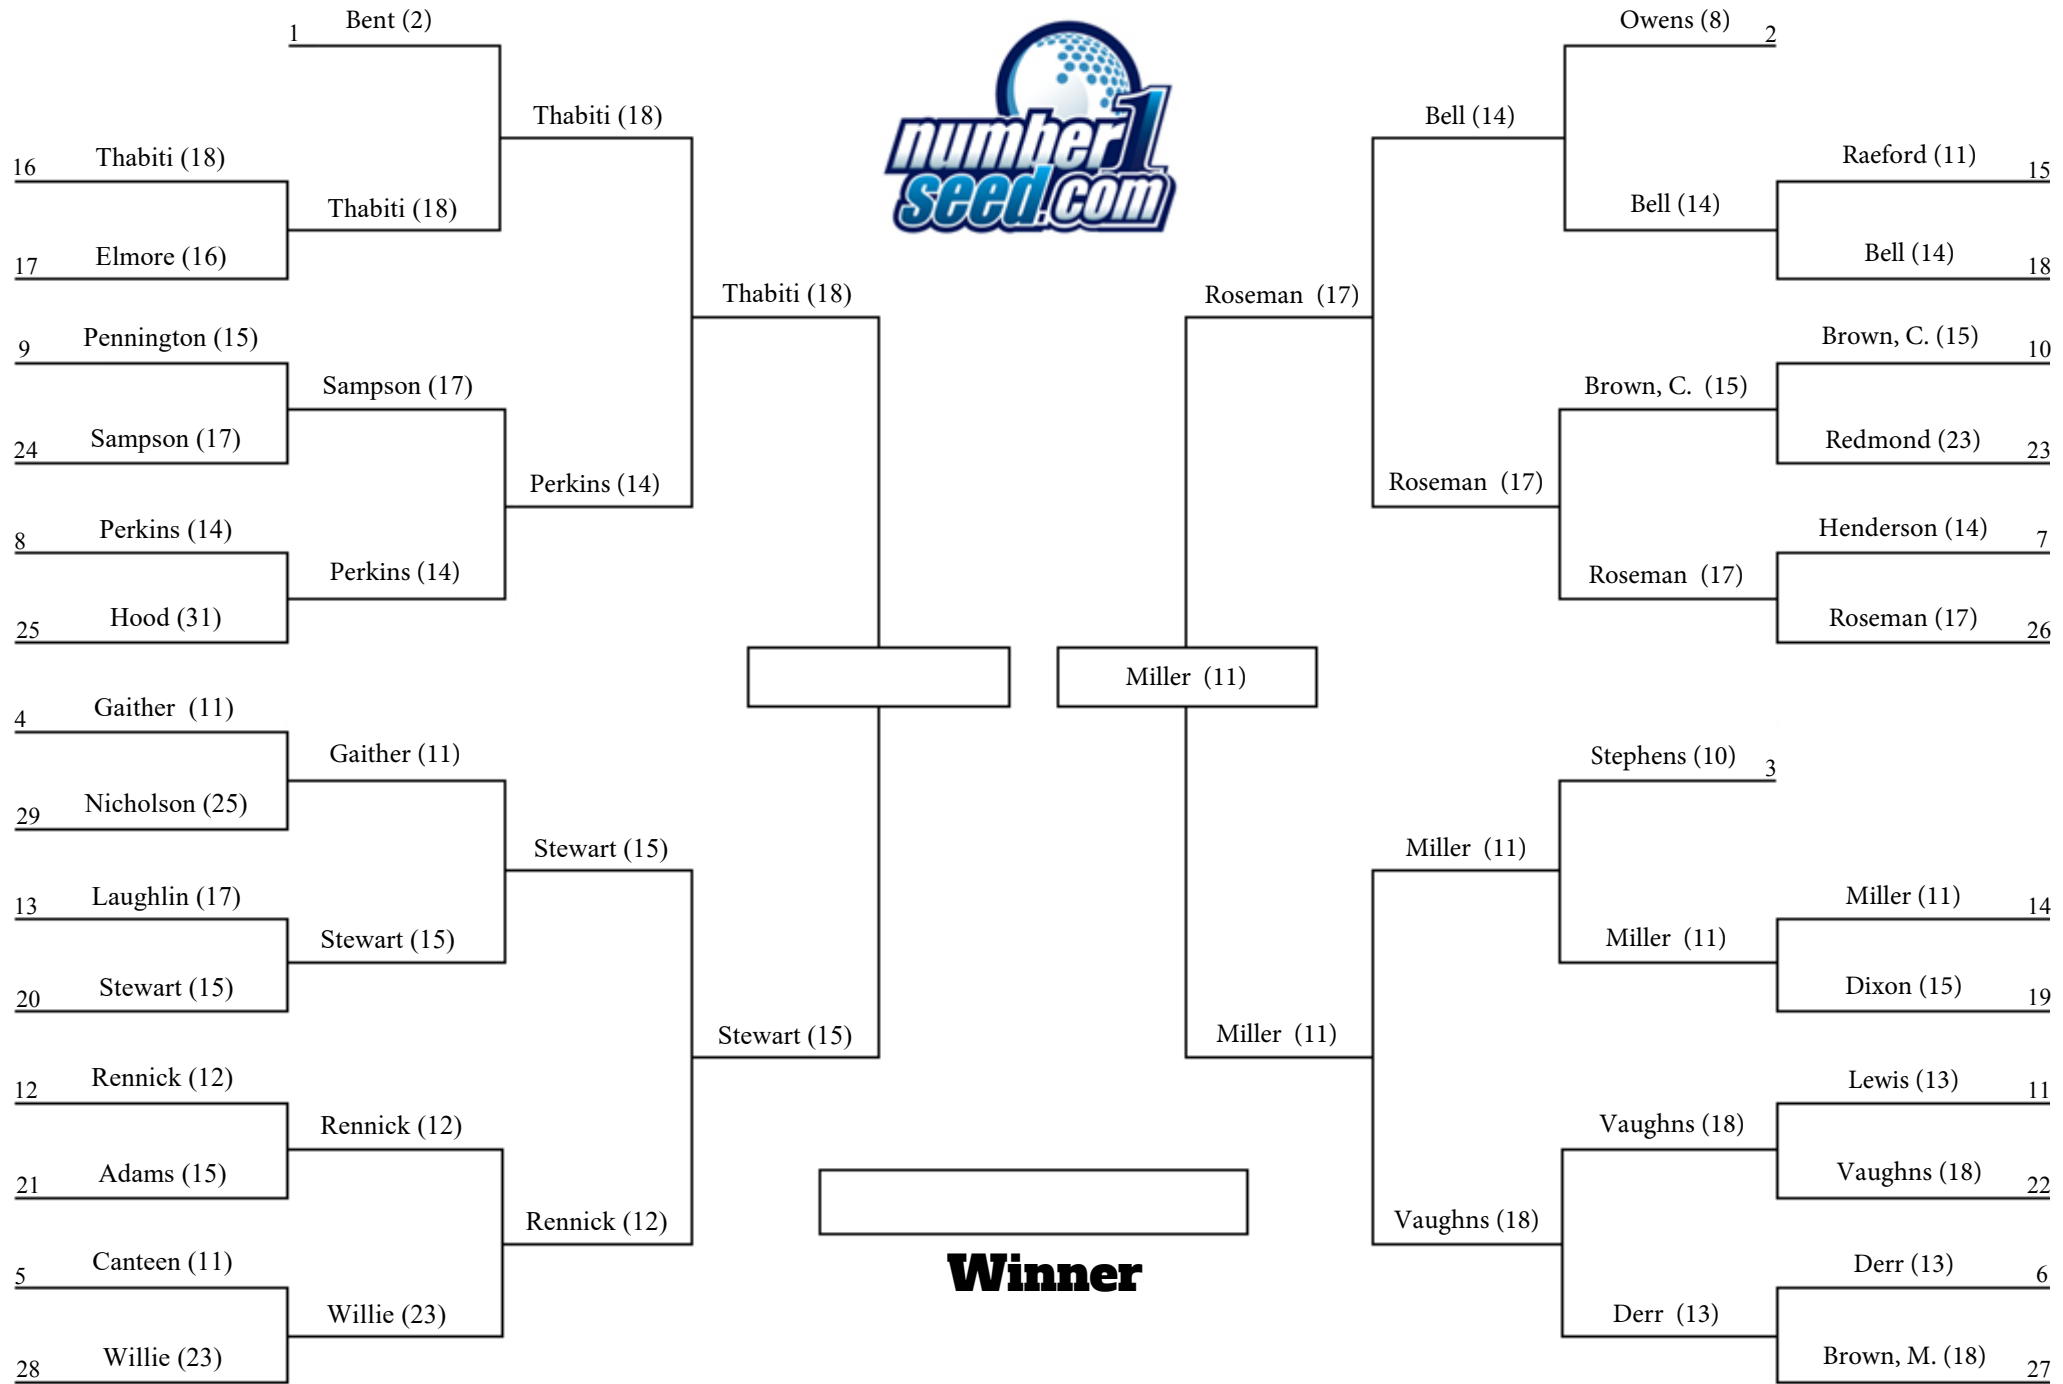 Bent (2)
1
Thabiti (18)
16
Thabiti (18)
Thabiti (18)
17
Elmore (16)
Thabiti (18)
9
Pennington (15)
Sampson (17)
24
Sampson (17)
Perkins (14)
8
Perkins (14)
Perkins (14)
25
Hood (31)
4
Gaither (11)
Gaither (11)
29
Nicholson (25)
Stewart (15)
13
Laughlin (17)
Stewart (15)
20
Stewart (15)
Stewart (15)
12
Rennick (12)
Rennick (12)
21
Adams (15)
Rennick (12)
5
Canteen (11)
Willie (23)
28
Willie (23)
number1
seed.com
Winner
Owens (8)
2
Bell (14)
Raeford (11)
15
Bell (14)
Bell (14)
18
Roseman (17)
Brown, C. (15)
10
Brown, C. (15)
Redmond (23)
23
Roseman (17)
Henderson (14)
7
Roseman (17)
Roseman (17)
26
Miller (11)
Stephens (10)
3
Miller (11)
Miller (11)
14
Miller (11)
Dixon (15)
19
Miller (11)
Lewis (13)
11
Vaughns (18)
Vaughns (18)
22
Vaughns (18)
Derr (13)
6
Derr (13)
Brown, M. (18)
27